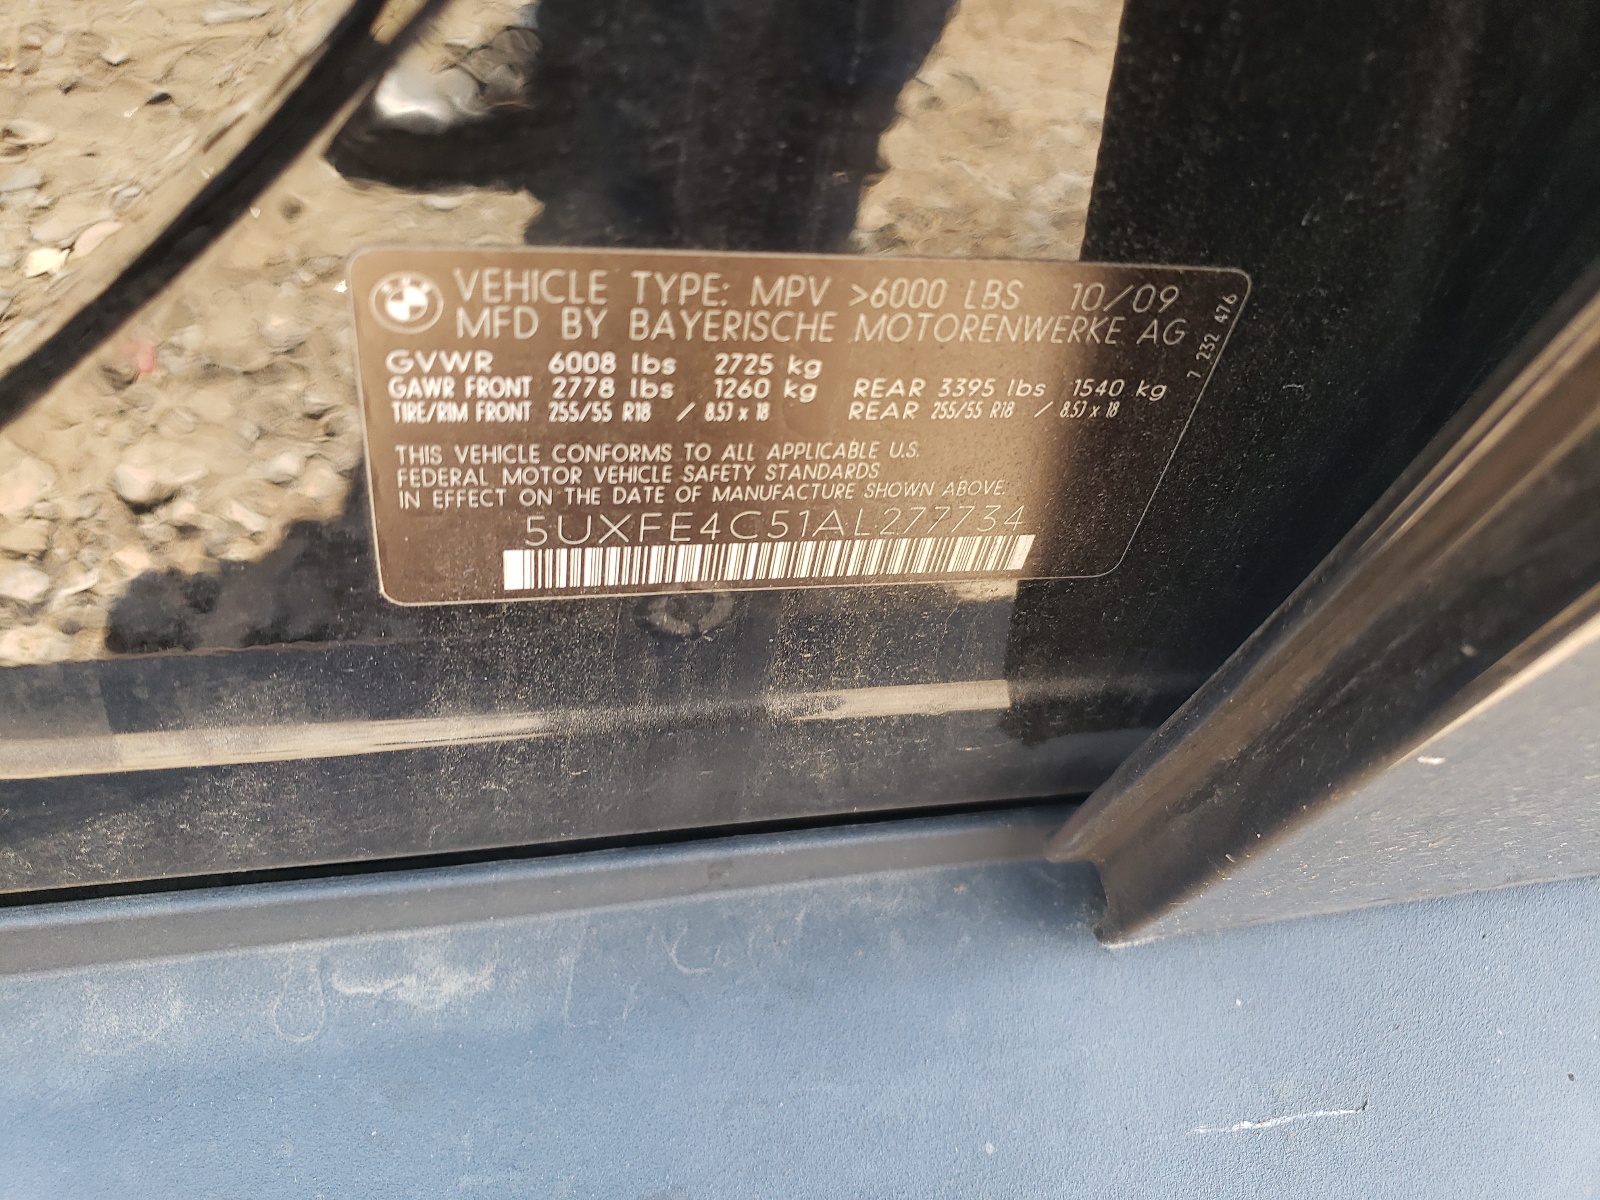 BMW
VEHICLE TYPE: MPV >6000 LBS 10/09
MFD BY BAYERISCHE MOTORENWERKE AG
GVWR 6008 lbs 2725 kg
GAWR FRONT 2778 lbs 1260 kg REAR 3395 lbs 1540 kg
TIRE/RIM FRONT 255/55 R18 / 8.5J x 18 REAR 255/55 R18 / 8.5J x 18
7 232 476
THIS VEHICLE CONFORMS TO ALL APPLICABLE U.S.
FEDERAL MOTOR VEHICLE SAFETY STANDARDS
IN EFFECT ON THE DATE OF MANUFACTURE SHOWN ABOVE.
5UXFE4C51AL277734